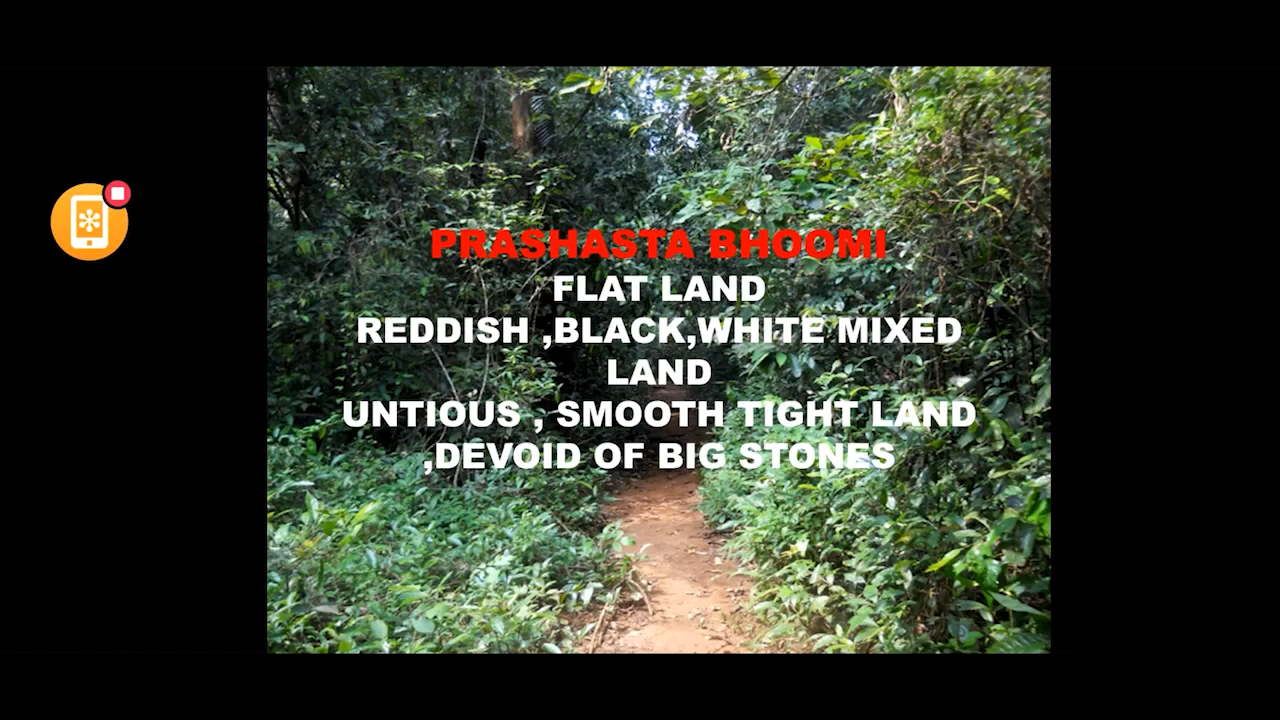 PRASHASTA BHOOMI
FLAT LAND
REDDISH ,BLACK,WHITE MIXED
LAND
UNTIOUS , SMOOTH TIGHT LAND
,DEVOID OF BIG STONES